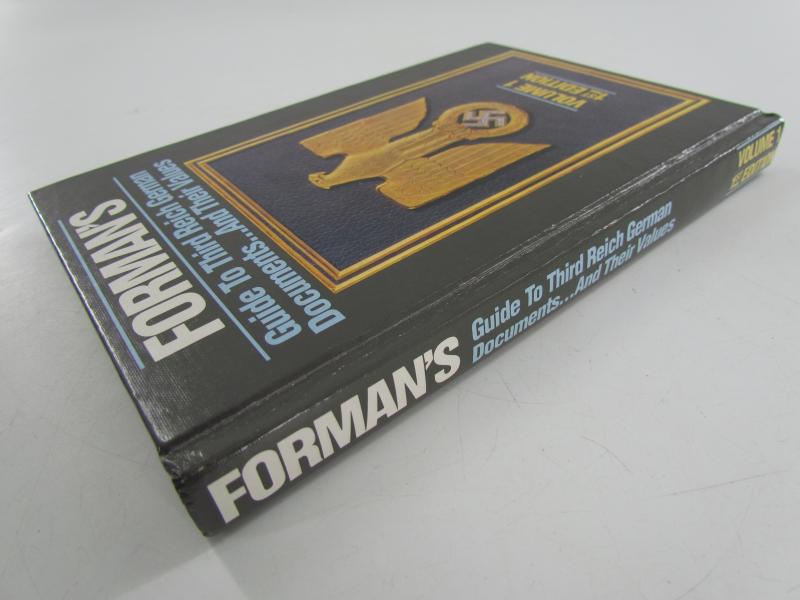 FORMAN'S
Guide To Third Reich German
Documents...And Their Values
VOLUME 1
1ST EDITION
FORMAN'S
Guide To Third Reich German
Documents...And Their Values
VOLUME 1
1ST EDITION